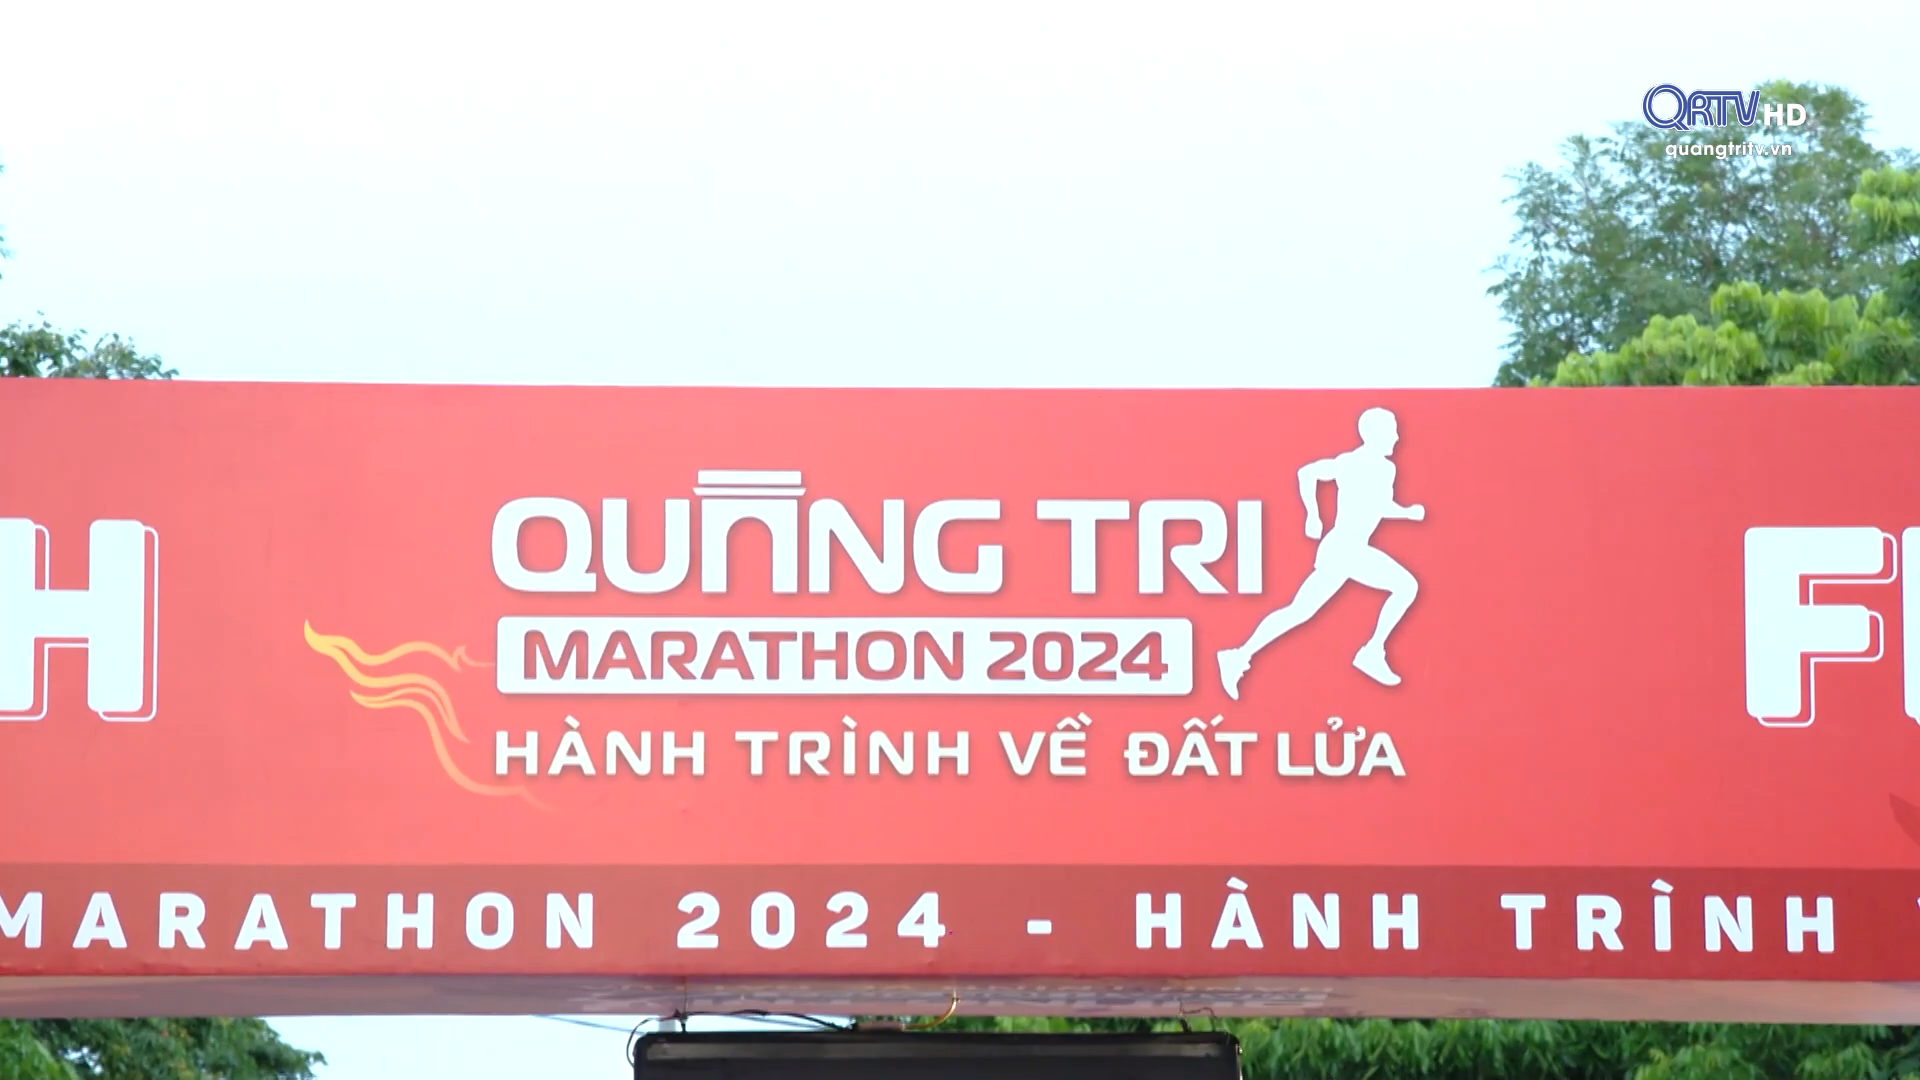 QRTV HD
quangtritv.vn
QUẢNG TRỊ
MARATHON 2024
HÀNH TRÌNH VỀ ĐẤT LỬA
MARATHON 2024 - HÀNH TRÌNH